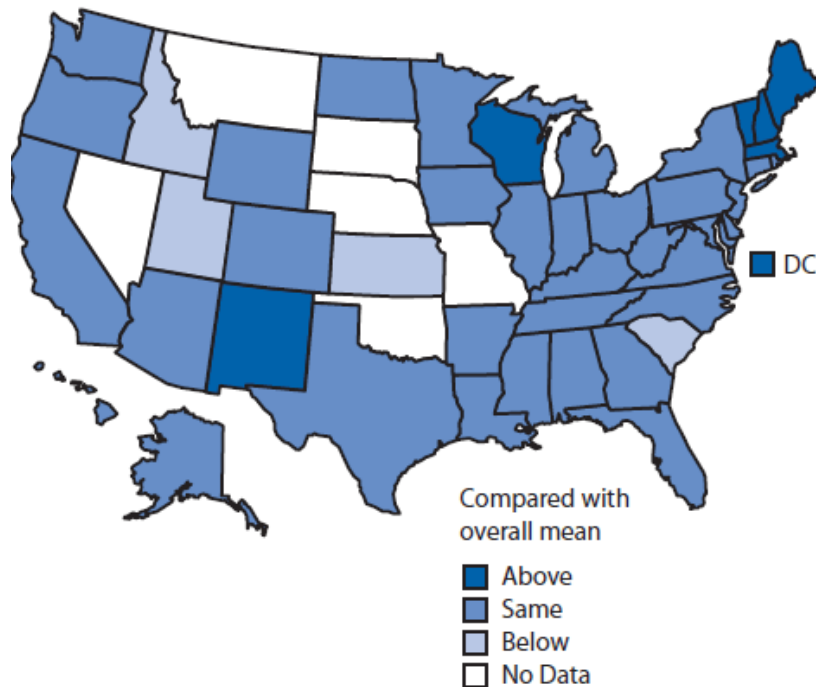 DC
Compared with
overall mean
Above
Same
Below
No Data